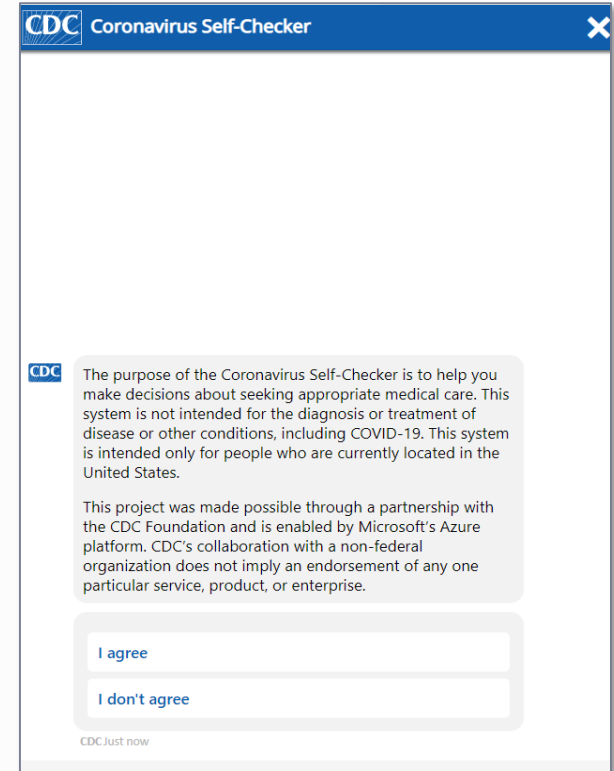 CDC Coronavirus Self-Checker
CDC
The purpose of the Coronavirus Self-Checker is to help you
make decisions about seeking appropriate medical care. This
system is not intended for the diagnosis or treatment of
disease or other conditions, including COVID-19. This system
is intended only for people who are currently located in the
United States.
This project was made possible through a partnership with
the CDC Foundation and is enabled by Microsoft's Azure
platform. CDC's collaboration with a non-federal
organization does not imply an endorsement of any one
particular service, product, or enterprise.
I agree
I don't agree
CDC Just now